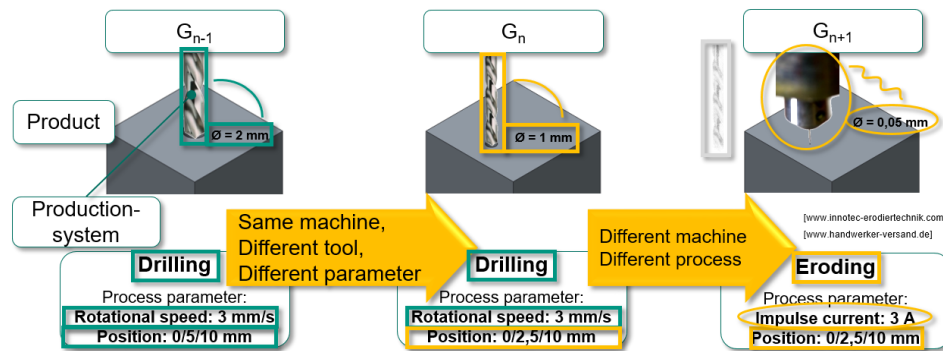 G n-1
G n
G n+1
Product
Ø = 2 mm
Ø = 1 mm
Ø = 0,05 mm
Production-
system
Same machine,
Different tool,
Different parameter
Different machine
Different process
[www.innotec-erodiertechnik.com
[www.handwerker-versand.de]
Drilling
Process parameter:
Rotational speed: 3 mm/s
Position: 0/5/10 mm
Drilling
Process parameter:
Rotational speed: 3 mm/s
Position: 0/2,5/10 mm
Eroding
Process parameter:
Impulse current: 3 A
Position: 0/2,5/10 mm